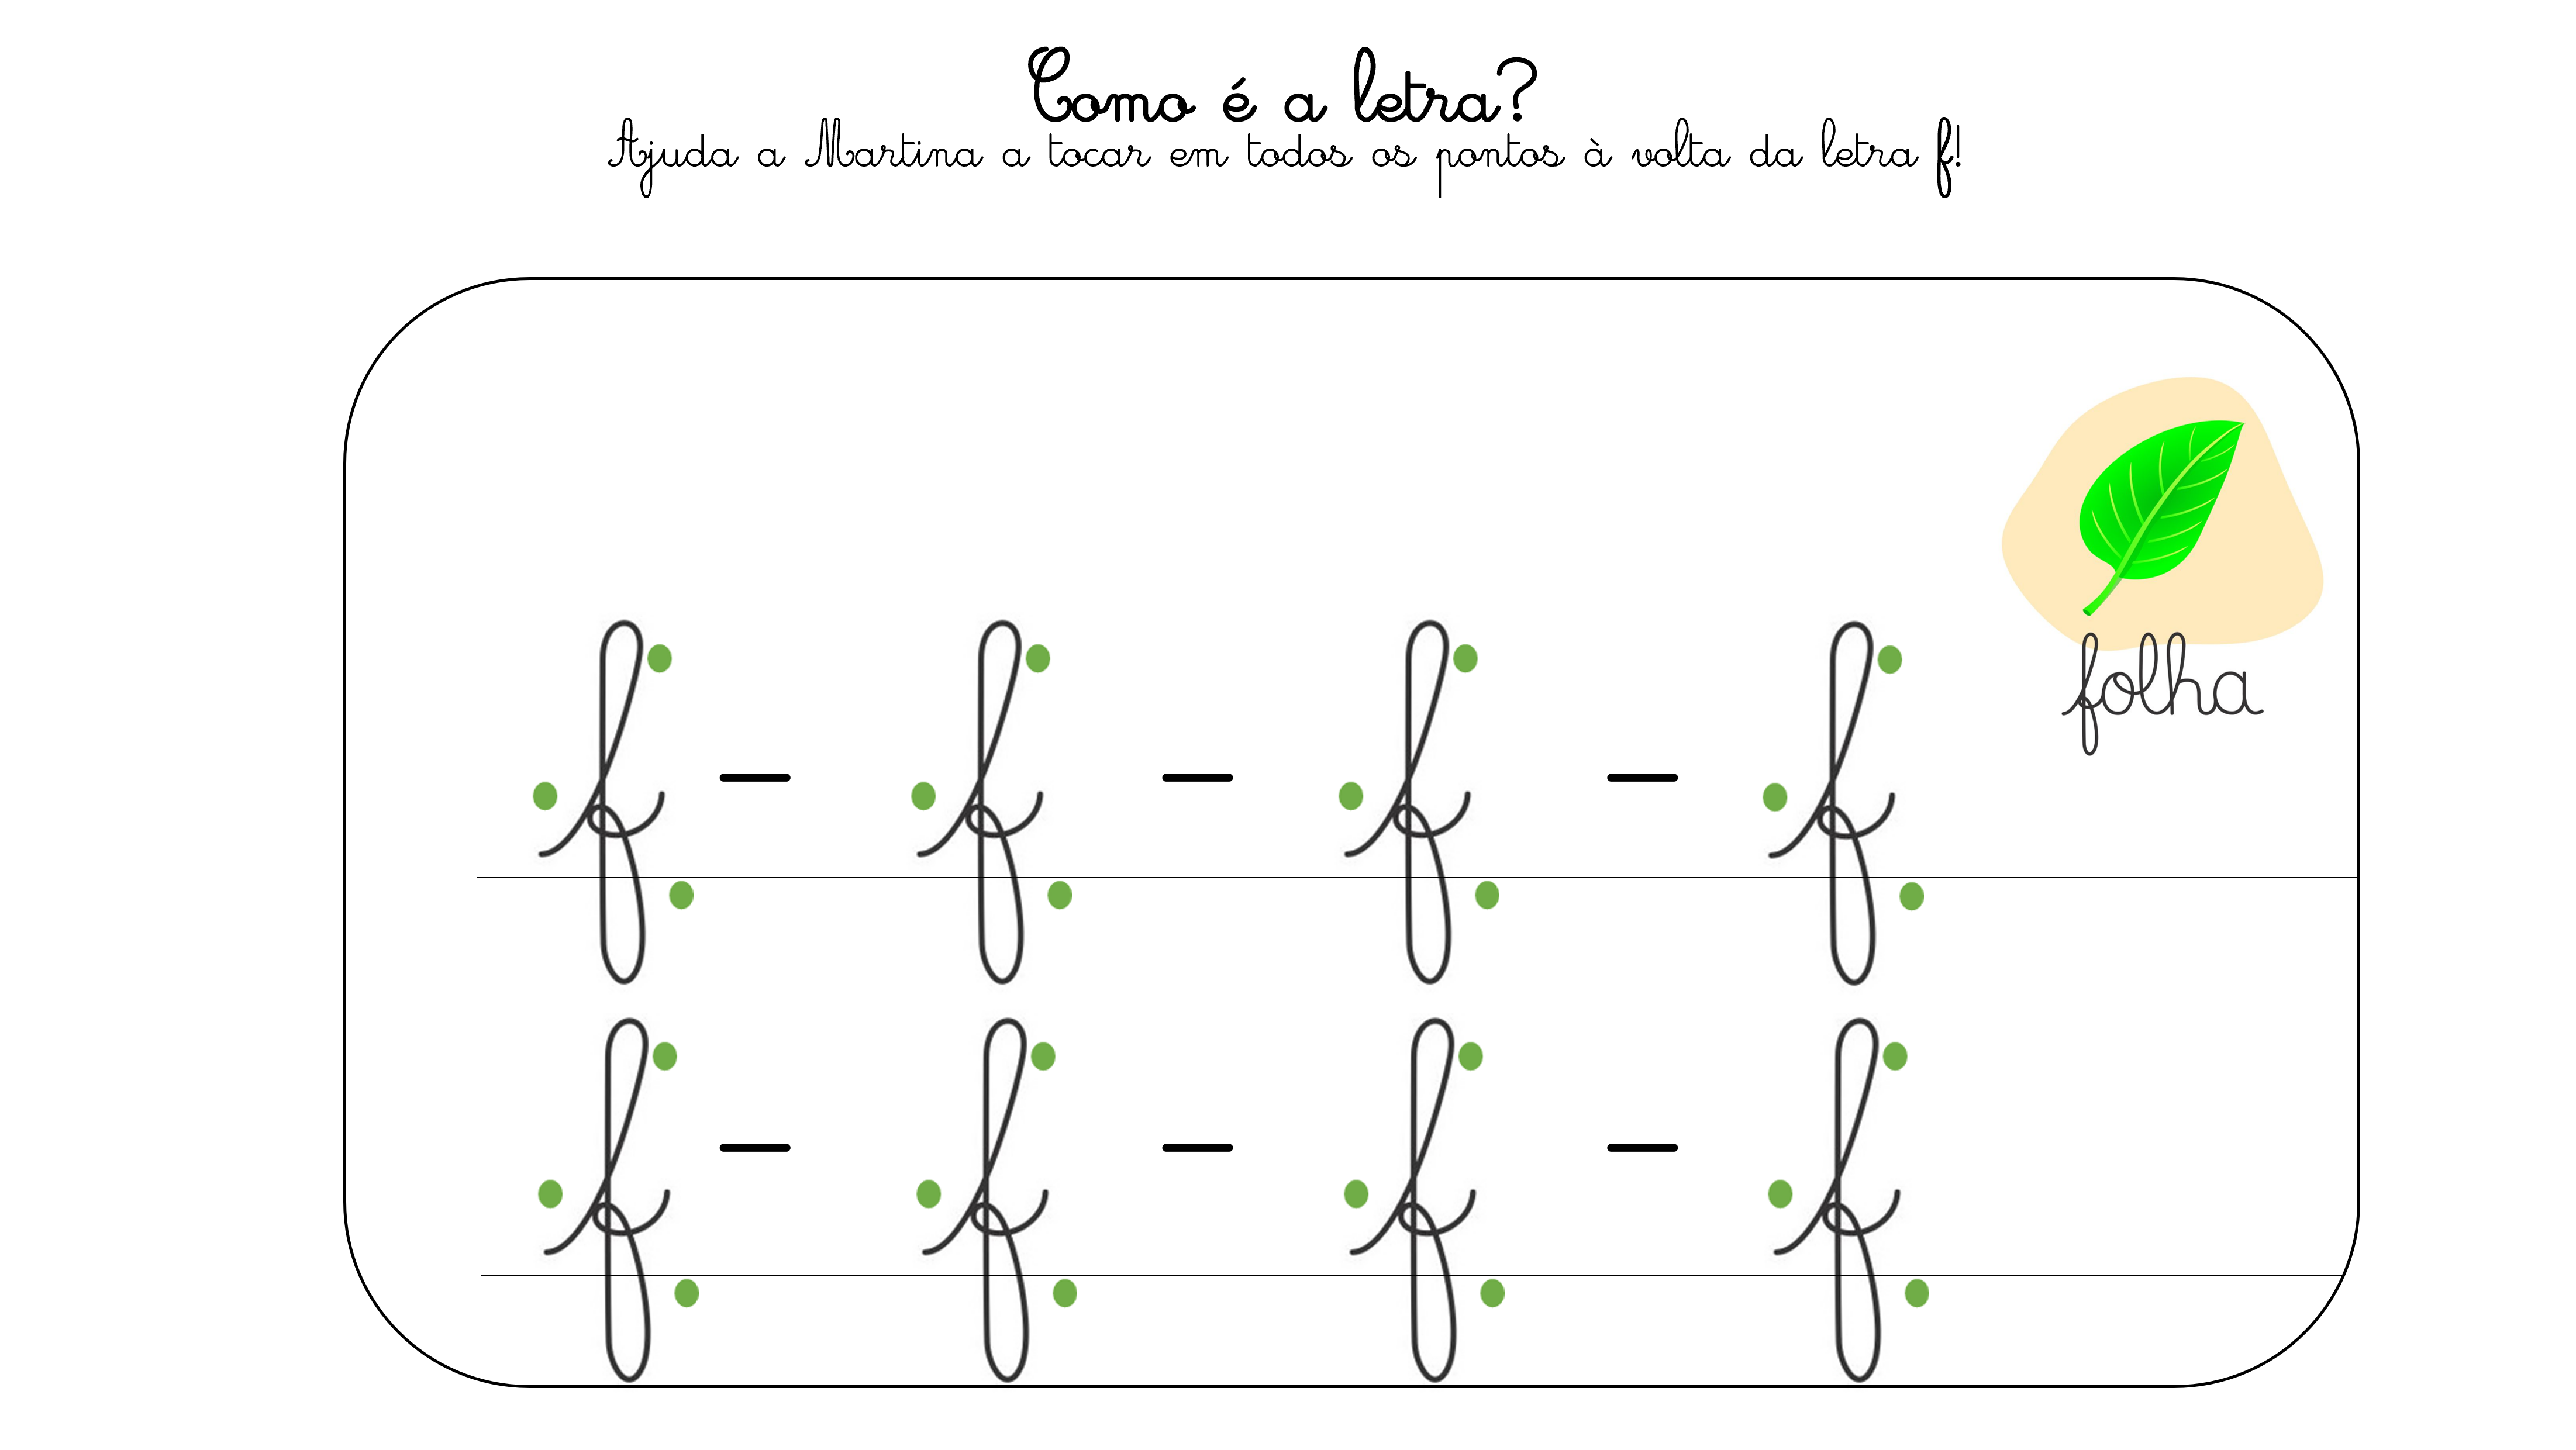 Como é a letra?
Ajuda a Martina a tocar em todos os pontos à volta da letra f!
folha
f - f - f - f
f - f - f - f